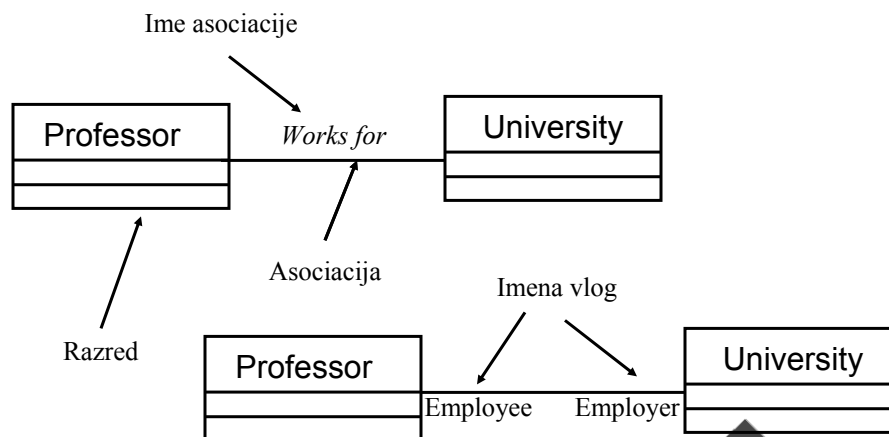 Ime asociacije
Professor
Works for
University
Asociacija
Razred
Imena vlog
Professor
University
Employee
Employer